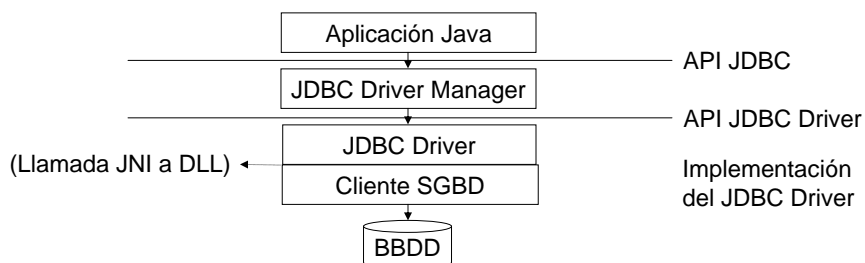 Aplicación Java
API JDBC
JDBC Driver Manager
API JDBC Driver
JDBC Driver
(Llamada JNI a DLL)
Implementación
del JDBC Driver
Cliente SGBD
BBDD